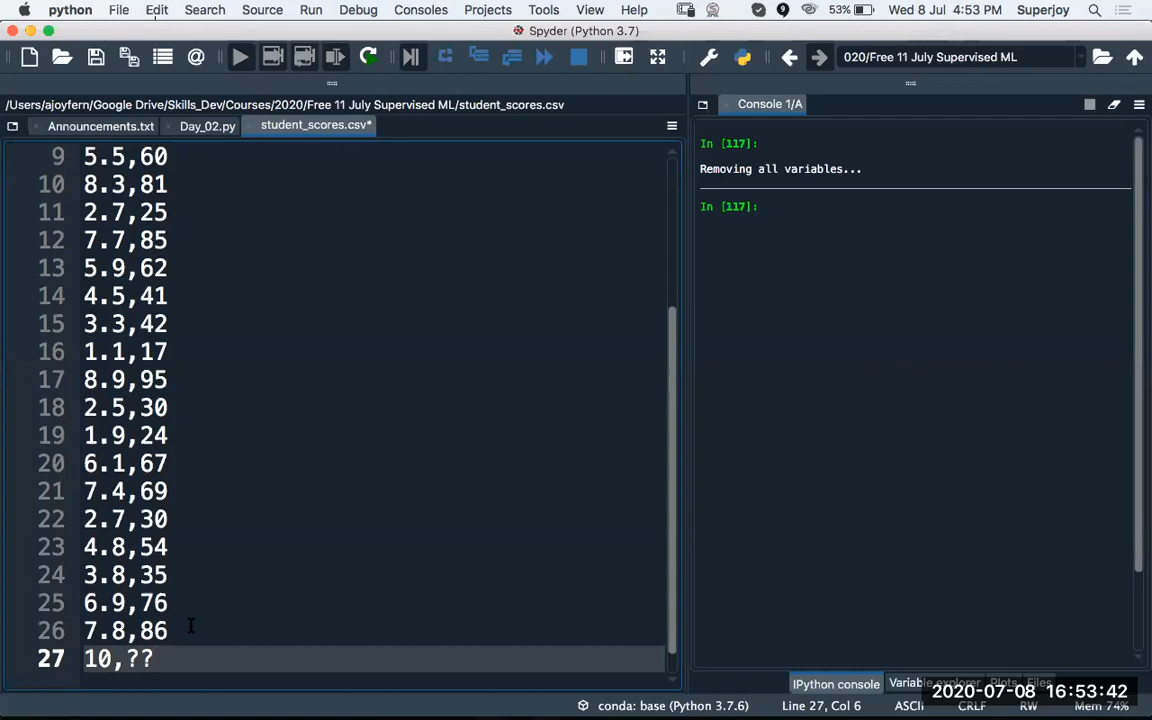 python File Edit Search Source Run Debug Consoles Projects Tools View Help 53% Wed 8 Jul 4:53 PM Superjoy
Spyder (Python 3.7)
020/Free 11 July Supervised ML
/Users/ajoyfern/Google Drive/Skills_Dev/Courses/2020/Free 11 July Supervised ML/student_scores.csv
Announcements.txt Day_02.py student_scores.csv*
9 5.5,60
10 8.3,81
11 2.7,25
12 7.7,85
13 5.9,62
14 4.5,41
15 3.3,42
16 1.1,17
17 8.9,95
18 2.5,30
19 1.9,24
20 6.1,67
21 7.4,69
22 2.7,30
23 4.8,54
24 3.8,35
25 6.9,76
26 7.8,86
27 10,??
Console 1/A
In [117]:
Removing all variables...
In [117]:
IPython console Variable explorer Plots Files
2020-07-08 16:53:42
conda: base (Python 3.7.6) Line 27, Col 6 ASCII CRLF RW Mem 74%